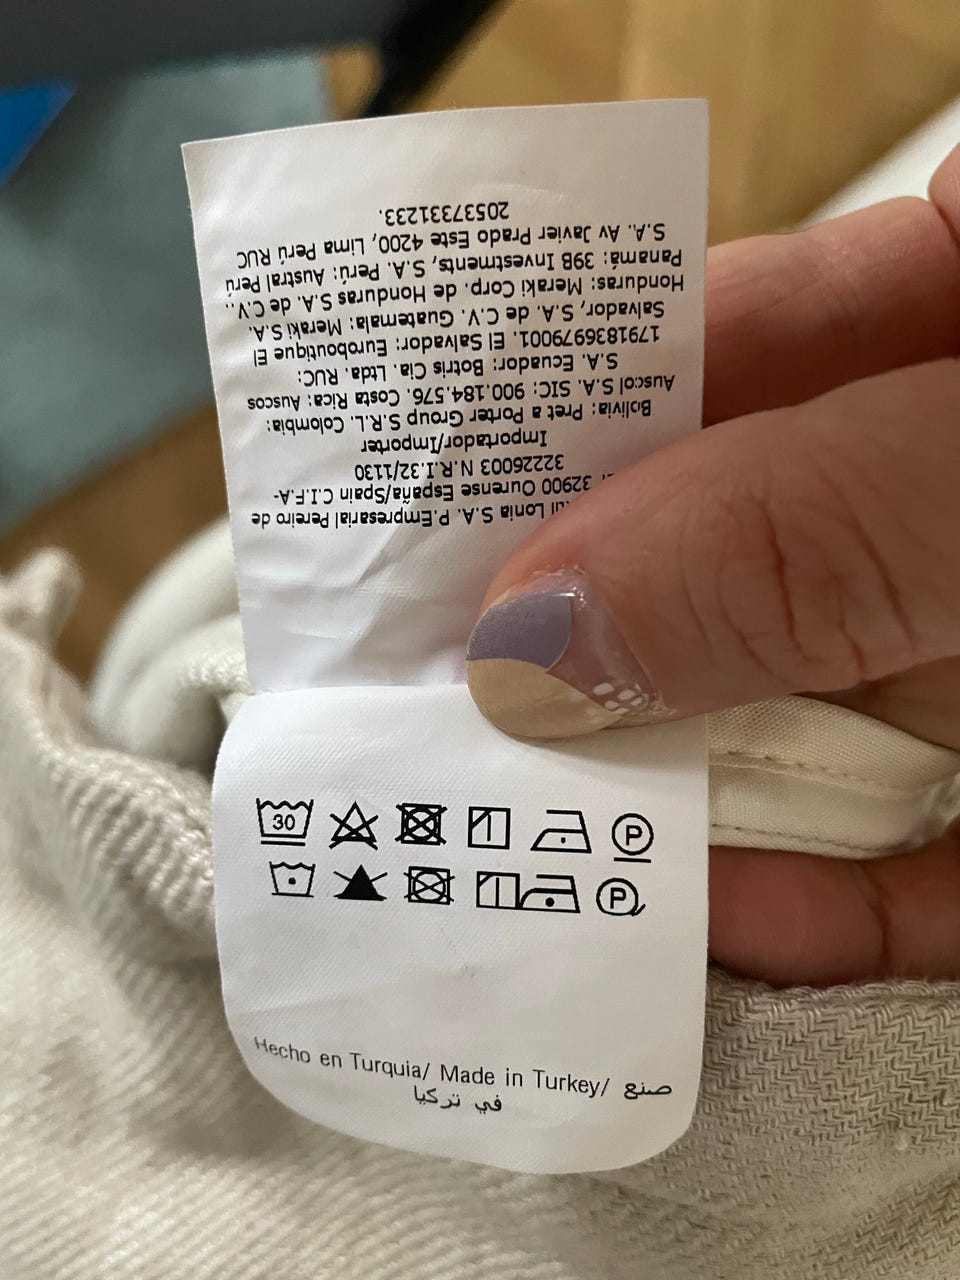 Lonia S.A. P.Empresarial Pereiro de
32900 Ourense España/Spain C.I.F.A-
32226003 N.R.I.32/1130
Importador/Importer
Bolivia: Pret a Porter Group S.R.L. Colombia:
Auscol S.A. SIC: 900.184.576. Costa Rica: Auscos
S.A. Ecuador: Botris Cia. Ltda. RUC:
1791836979001. El Salvador: Euroboutique El
Salvador, S.A. de C.V. Guatemala: Meraki S.A.
Honduras: Meraki Corp. de Honduras S.A. de C.V..
Panamá: 39B Investments, S.A. Perú: Austral Perú
S.A.. Av Javier Prado Este 4200, Lima Perú RUC
20537331233.
30 P
P
Hecho en Turquia/ Made in Turkey/ صنع
في تركيا